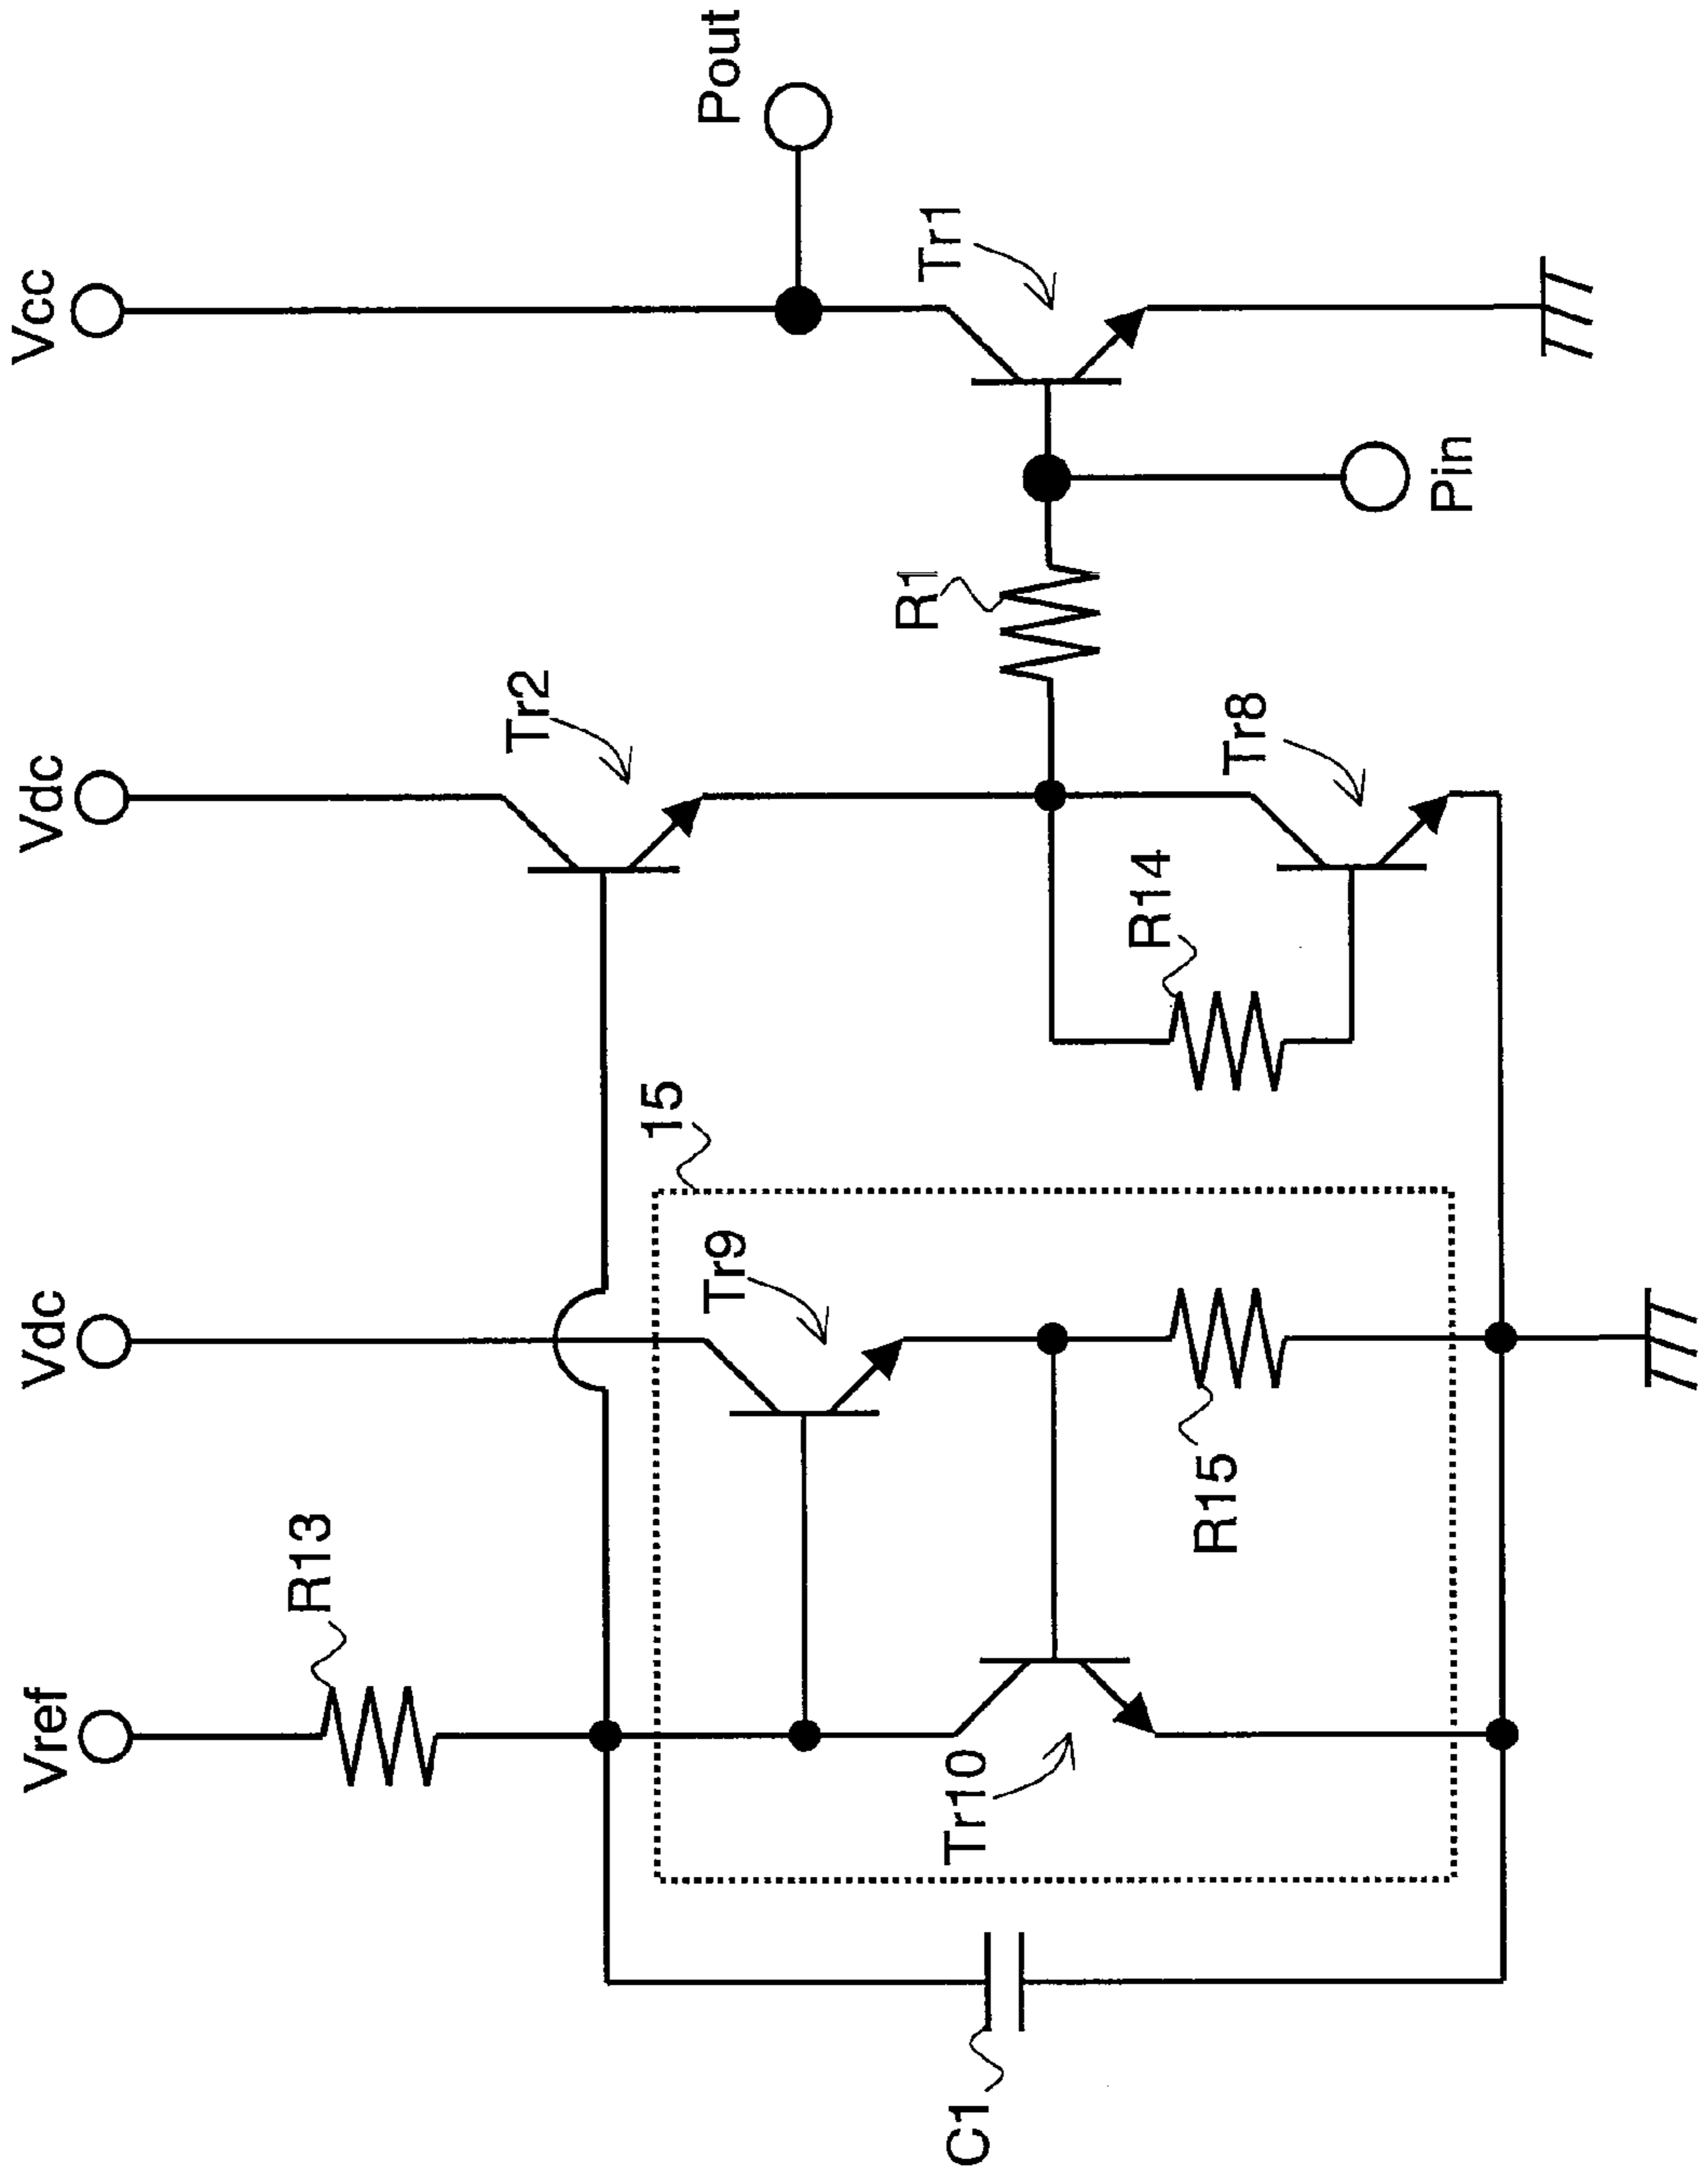 Vref
Vdc
Vdc
Vcc
R13
Tr2
Pout
15
Tr9
R1
Tr1
C1
Tr10
R15
R14
Tr8
Pin